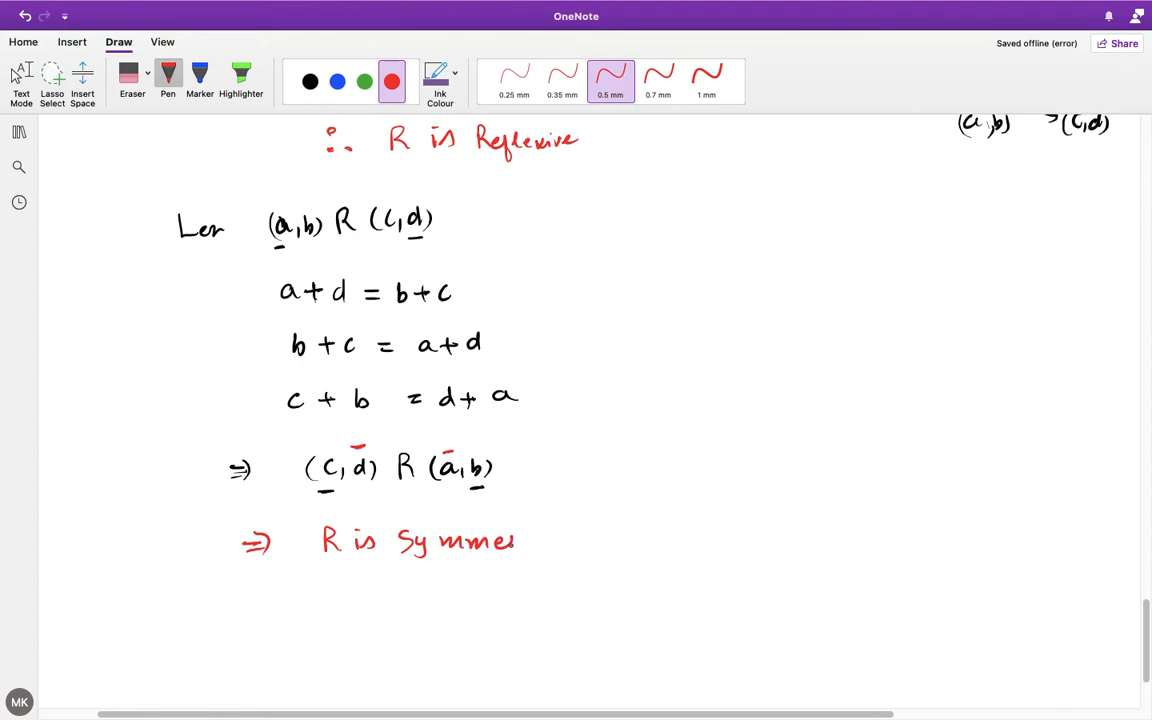 OneNote
Home Insert Draw View
Saved offline (error) Share
Text Mode Lasso Select Insert Space Eraser Pen Marker Highlighter Ink Colour 0.25 mm 0.35 mm 0.5 mm 0.7 mm 1 mm
(a,b) (c,d)
∴ R is Reflexive
Let (a,b) R (c,d)
a+d = b+c
b+c = a+d
c + b = d+ a
⇒ (c,d) R (a,b)
⇒ R is Symme
MK